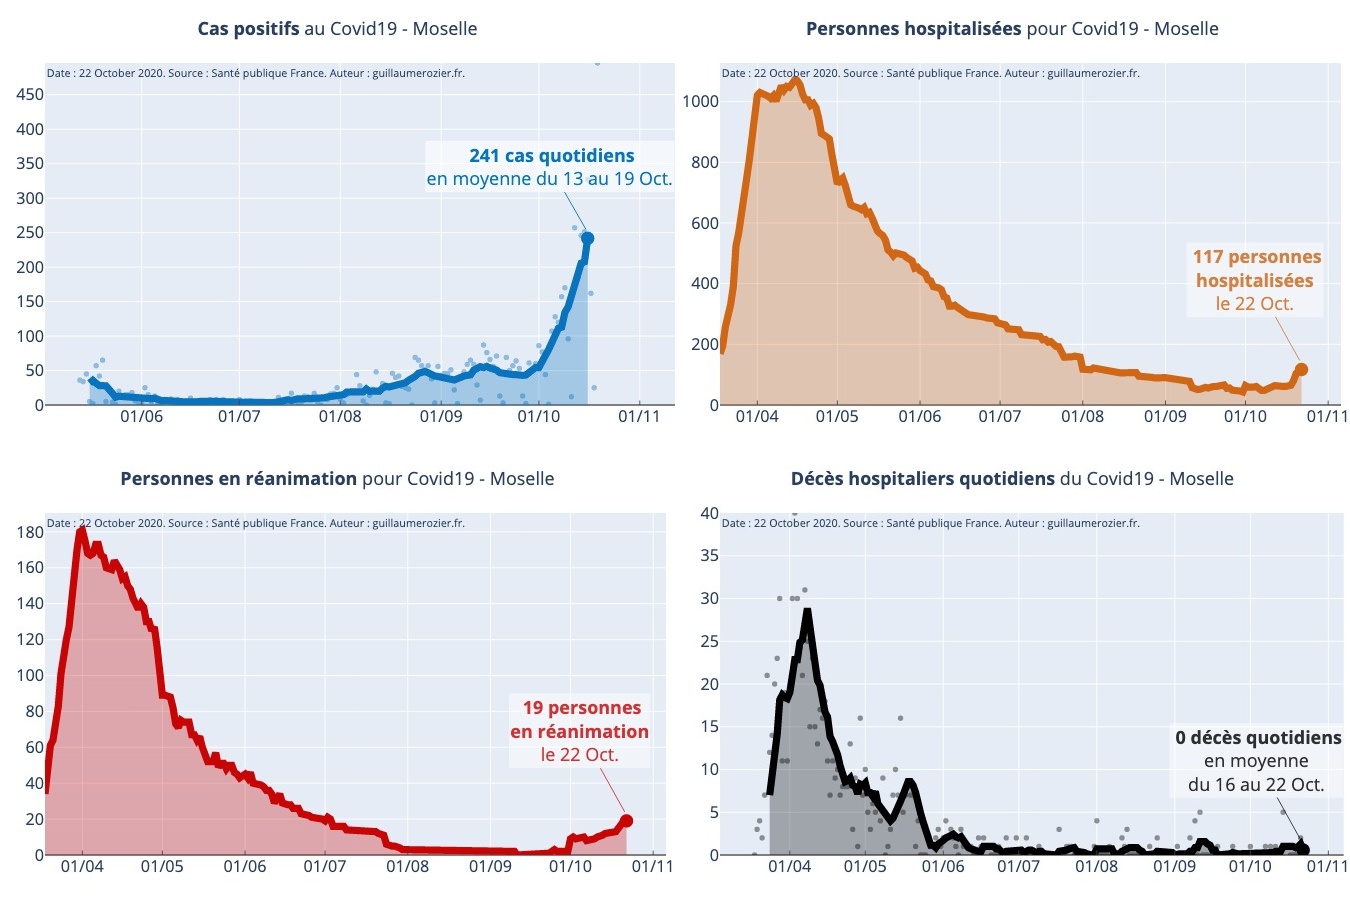 Cas positifs au Covid19 - Moselle
Date : 22 October 2020. Source : Santé publique France. Auteur : guillaumerozier.fr.
450
400
350
300
250
200
150
100
50
0
241 cas quotidiens
en moyenne du 13 au 19 Oct.
01/06 01/07 01/08 01/09 01/10 01/11
Personnes hospitalisées pour Covid19 - Moselle
Date : 22 October 2020. Source : Santé publique France. Auteur : guillaumerozier.fr.
1000
800
600
400
200
0
117 personnes
hospitalisées
le 22 Oct.
01/04 01/05 01/06 01/07 01/08 01/09 01/10 01/11
Personnes en réanimation pour Covid19 - Moselle
Date : 22 October 2020. Source : Santé publique France. Auteur : guillaumerozier.fr.
180
160
140
120
100
80
60
40
20
0
19 personnes
en réanimation
le 22 Oct.
01/04 01/05 01/06 01/07 01/08 01/09 01/10 01/11
Décès hospitaliers quotidiens du Covid19 - Moselle
Date : 22 October 2020. Source : Santé publique France. Auteur : guillaumerozier.fr.
40
35
30
25
20
15
10
5
0
0 décès quotidiens
en moyenne
du 16 au 22 Oct.
01/04 01/05 01/06 01/07 01/08 01/09 01/10 01/11